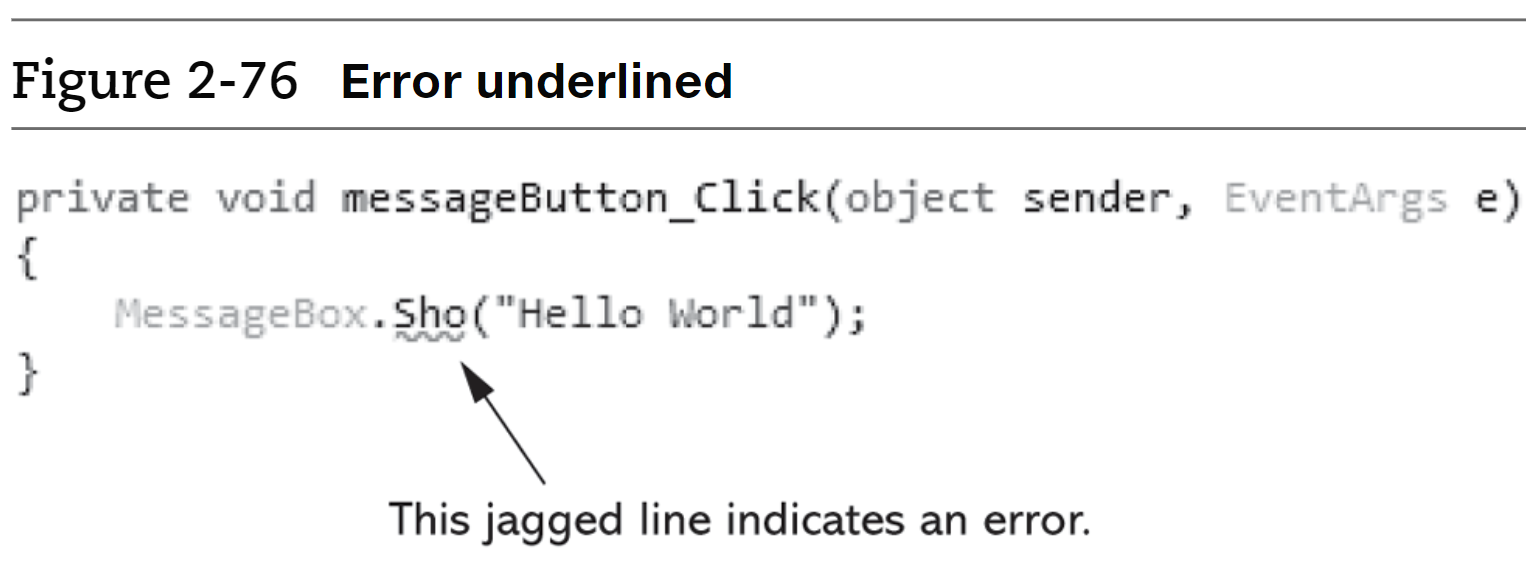 Figure 2-76 Error underlined
private void messageButton_Click(object sender, EventArgs e)
{
    MessageBox.Sho("Hello World");
}
This jagged line indicates an error.